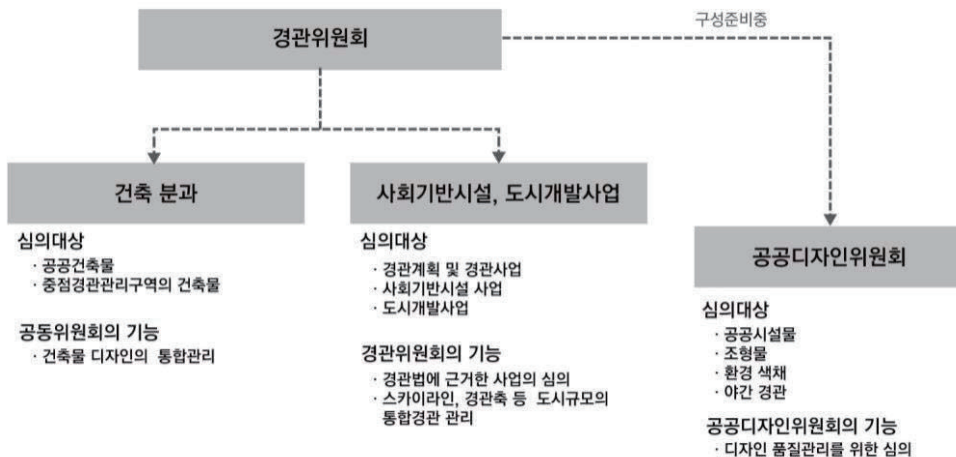 구성준비중
경관위원회
건축 분과
심의대상
· 공공건축물
· 중점경관관리구역의 건축물
공동위원회의 기능
· 건축물 디자인의 통합관리
사회기반시설, 도시개발사업
심의대상
· 경관계획 및 경관사업
· 사회기반시설 사업
· 도시개발사업
경관위원회의 기능
· 경관법에 근거한 사업의 심의
· 스카이라인, 경관축 등 도시규모의
통합경관 관리
공공디자인위원회
심의대상
· 공공시설물
· 조형물
· 환경 색채
· 야간 경관
공공디자인위원회의 기능
· 디자인 품질관리를 위한 심의